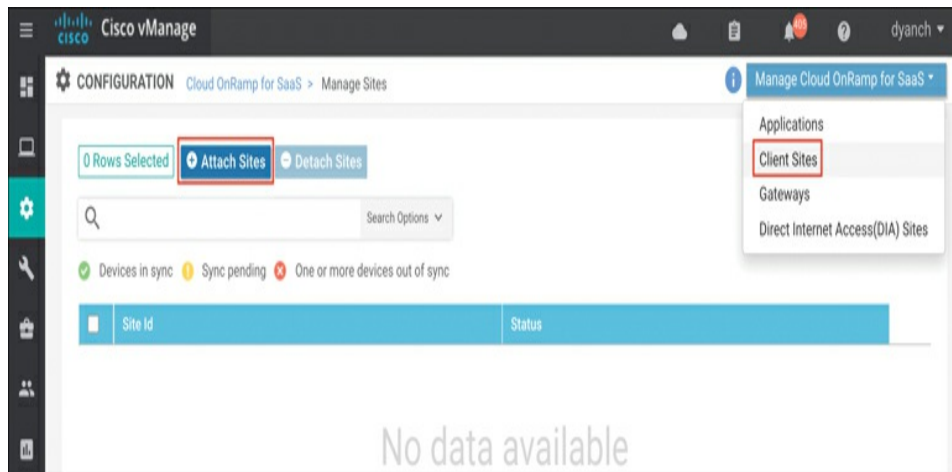 CISCO Cisco vManage 405 dyanch
CONFIGURATION Cloud OnRamp for SaaS > Manage Sites Manage Cloud OnRamp for SaaS
Applications
Client Sites
Gateways
Direct Internet Access(DIA) Sites
0 Rows Selected Attach Sites Detach Sites
Search Options
Devices in sync Sync pending One or more devices out of sync
Site Id Status
No data available